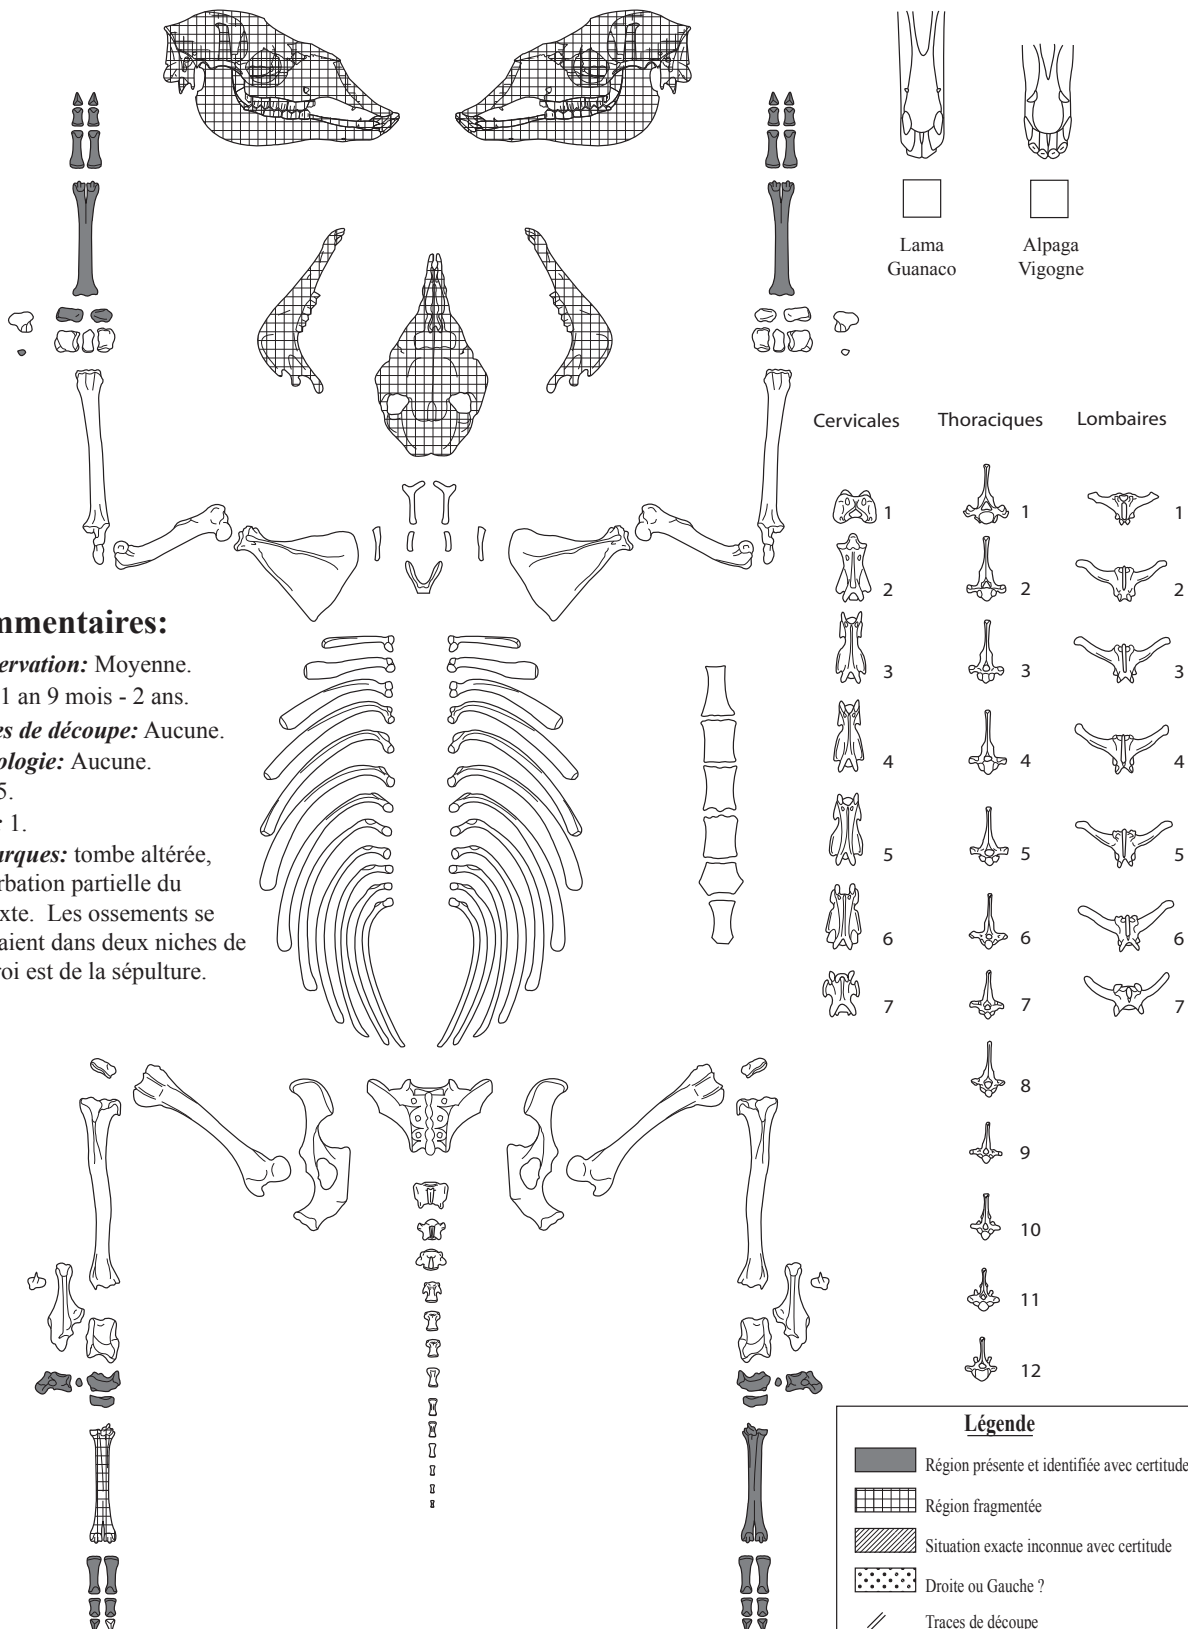 Lama
Guanaco
Alpaga
Vigogne
Cervicales
Thoraciques
Lombaires
1
2
3
4
5
6
7
1
2
3
4
5
6
7
8
9
10
11
12
1
2
3
4
5
6
7
mmentaires:
ervation: Moyenne.
1 an 9 mois - 2 ans.
es de découpe: Aucune.
ologie: Aucune.
5.
: 1.
arques: tombe altérée,
rbation partielle du
xte. Les ossements se
aient dans deux niches de
roi est de la sépulture.
Légende
Région présente et identifiée avec certitude
Région fragmentée
Situation exacte inconnue avec certitude
Droite ou Gauche ?
Traces de découpe